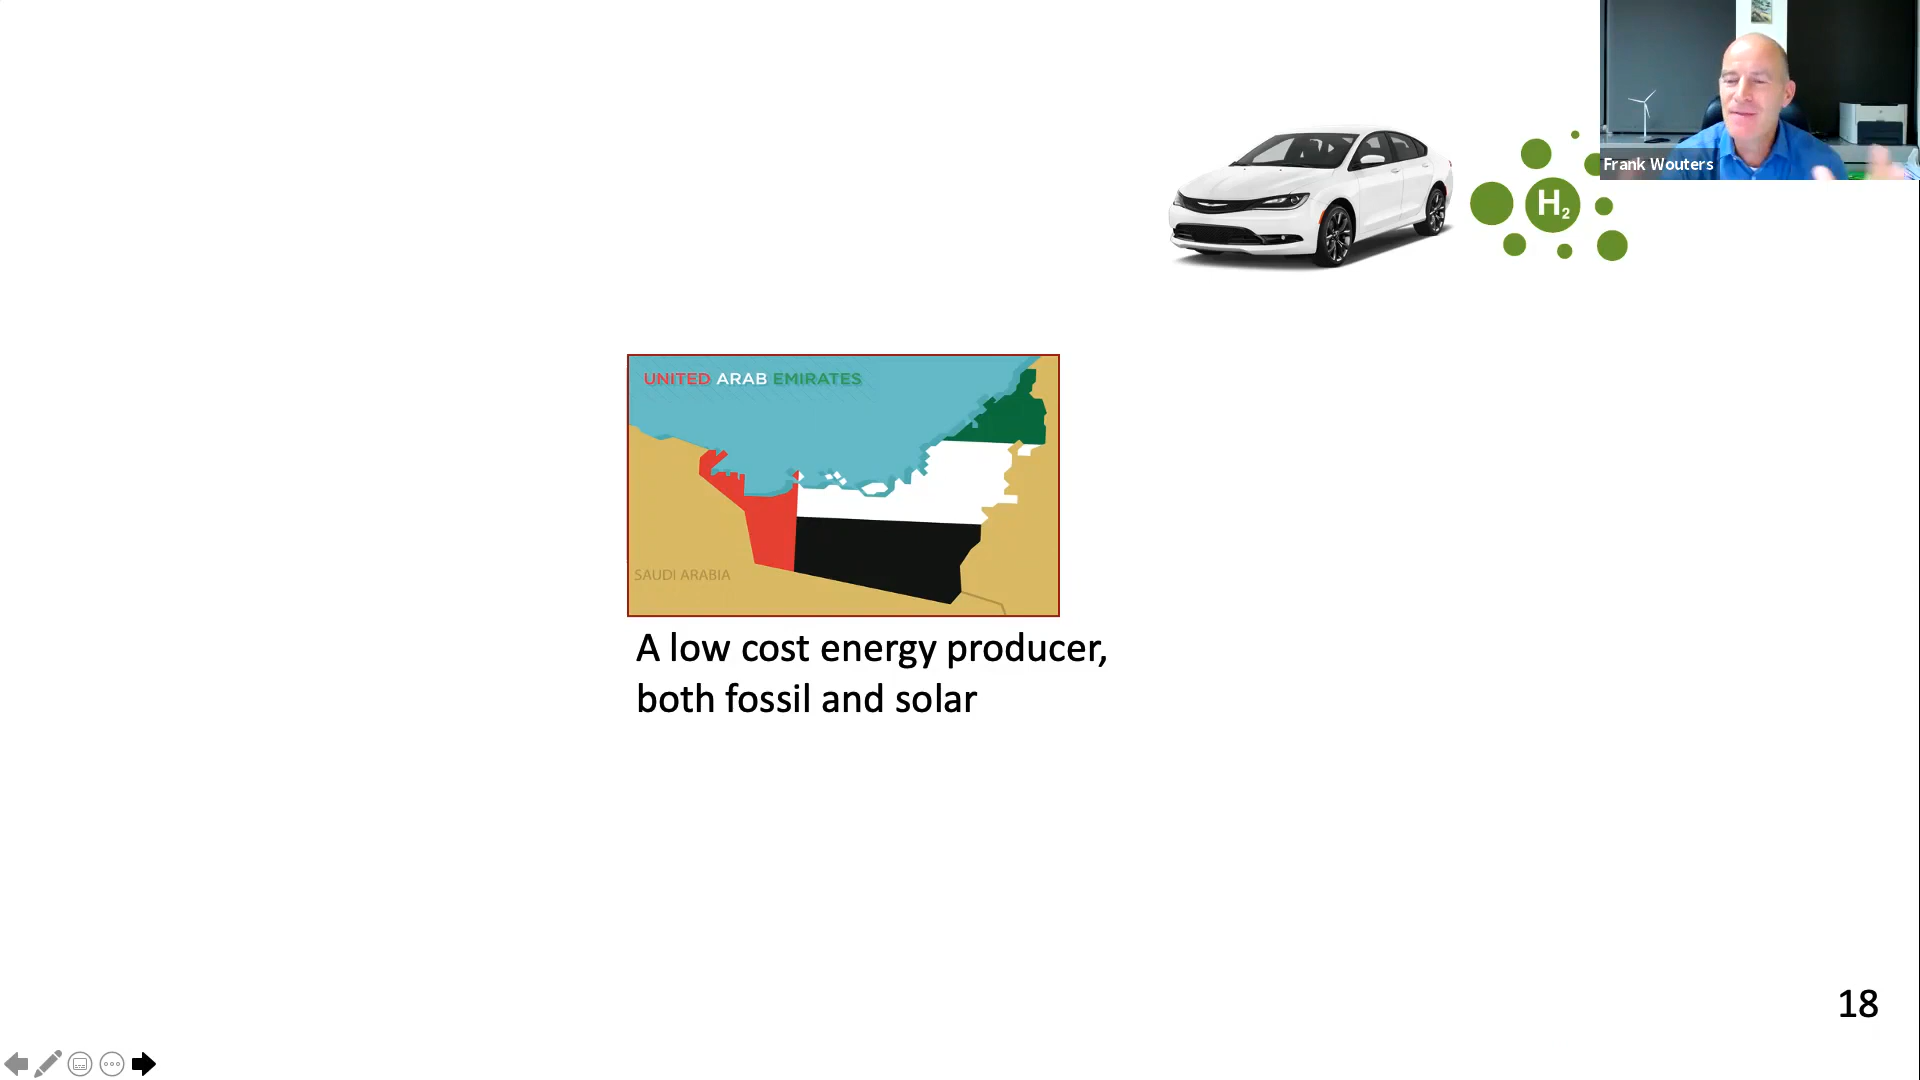 Frank Wouters
H2
UNITED ARAB EMIRATES
SAUDI ARABIA
A low cost energy producer,
both fossil and solar
18